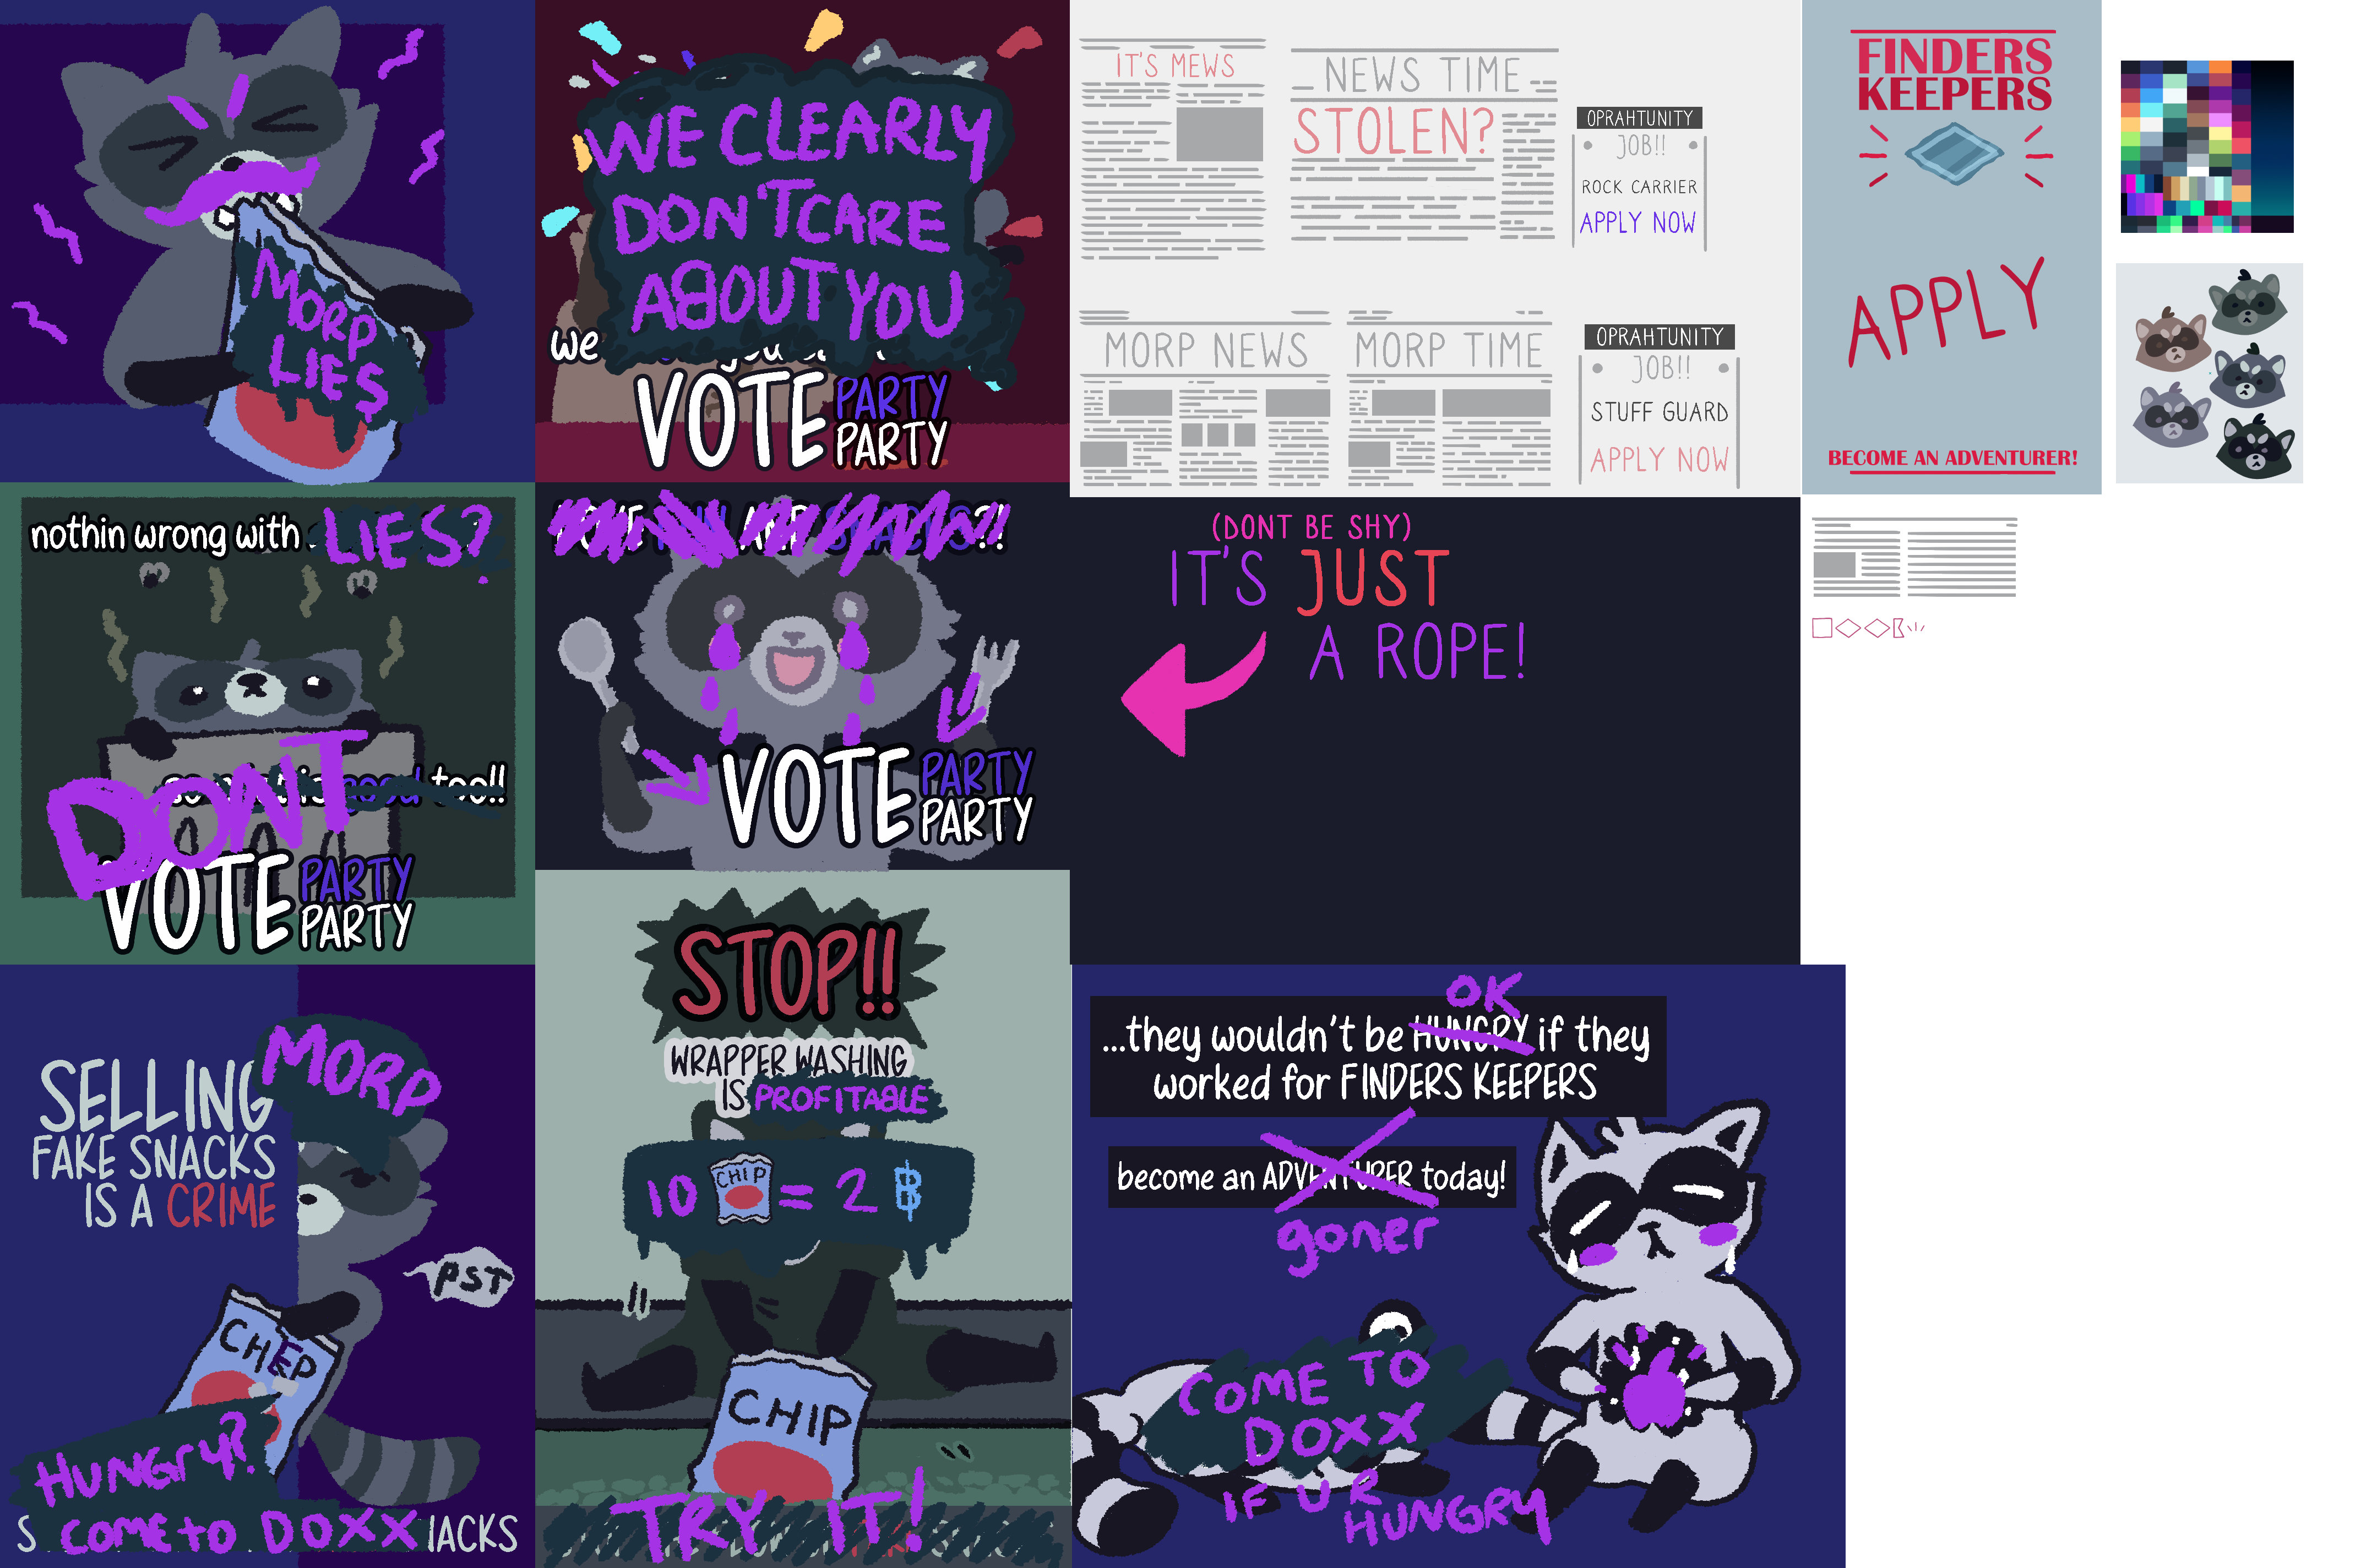 MORP
LIES
WE CLEARLY
DON'T CARE
ABOUT YOU
we
VOTE PARTY
PARTY
IT'S MEWS
NEWS TIME
STOLEN?
OPRAHTUNITY
JOB!!
ROCK CARRIER
APPLY NOW
MORP NEWS
MORP TIME
OPRAHTUNITY
JOB!!
STUFF GUARD
APPLY NOW
FINDERS
KEEPERS
APPLY
BECOME AN ADVENTURER!
nothin wrong with LIES?
too!!
DONT
VOTE PARTY
PARTY
AND
VOTE PARTY
PARTY
(DONT BE SHY)
IT'S JUST
A ROPE!
SELLING
FAKE SNACKS
IS A CRIME
MORP
PST
CHEP
HUNGRY?
COME TO DOXX
STOP!!
WRAPPER WASHING
IS PROFITABLE
10 CHIP = 2 ฿
CHIP
TRY IT!
OK
...they wouldn't be HUNGRY if they
worked for FINDERS KEEPERS
become an ADVENTURER today!
goner
COME TO
DOXX
IF U R
HUNGRY